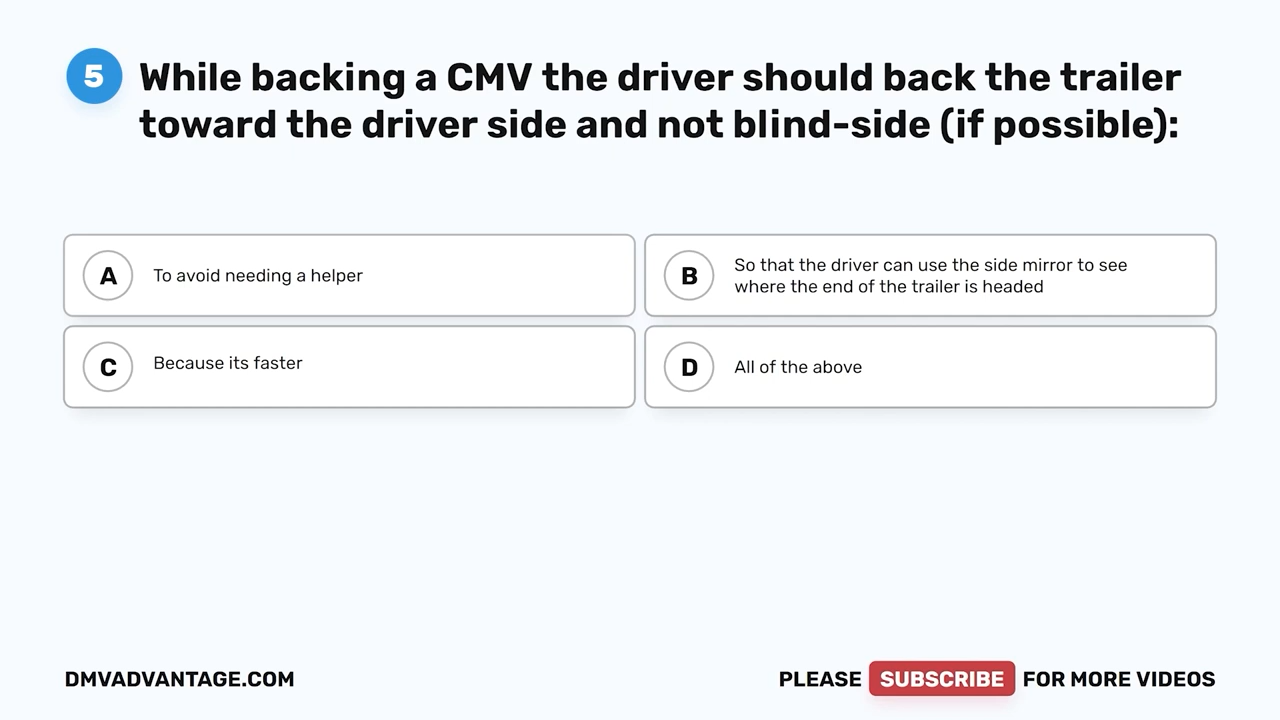 5
While backing a CMV the driver should back the trailer
toward the driver side and not blind-side (if possible):
A
To avoid needing a helper
B
So that the driver can use the side mirror to see
where the end of the trailer is headed
C
Because its faster
D
All of the above
DMVADVANTAGE.COM
PLEASE SUBSCRIBE FOR MORE VIDEOS